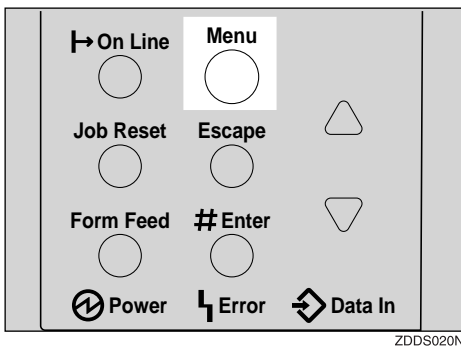 On Line Menu
Job Reset Escape
Form Feed # Enter
Power Error Data In
ZDDS020N